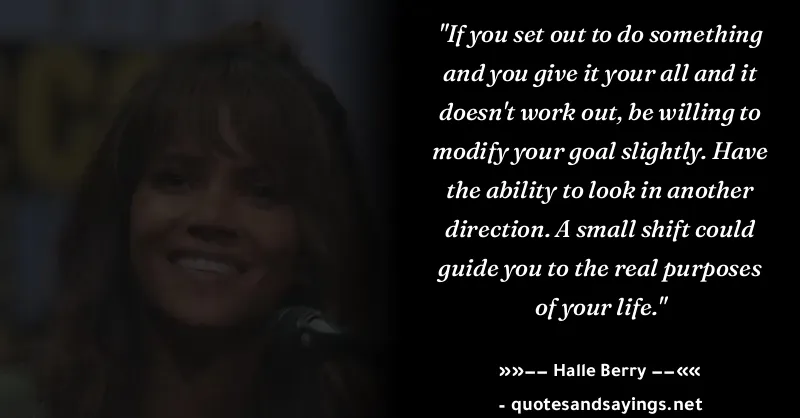 "If you set out to do something
and you give it your all and it
doesn't work out, be willing to
modify your goal slightly. Have
the ability to look in another
direction. A small shift could
guide you to the real purposes
of your life."
»»−− Halle Berry −−««
- quotesandsayings.net